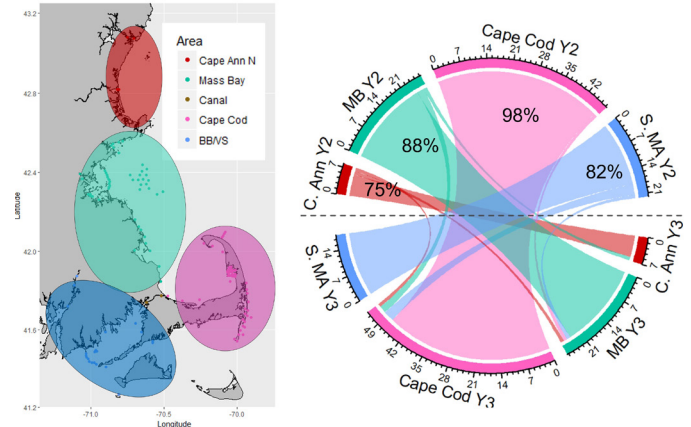 43.2
42.8
42.4
42.0
41.6
41.2
Latitude
-71.0
-70.5
-70.0
Longitude
Area
Cape Ann N
Mass Bay
Canal
Cape Cod
BB/VS
Cape Cod Y2
0
7
14
21
28
35
42
98%
MB Y2
0
7
14
21
88%
S. MA Y2
0
7
14
21
82%
C. Ann Y2
0
75%
S. MA Y3
14
7
0
C. Ann Y3
0
7
MB Y3
0
7
14
21
Cape Cod Y3
49
42
35
28
21
14
7
0